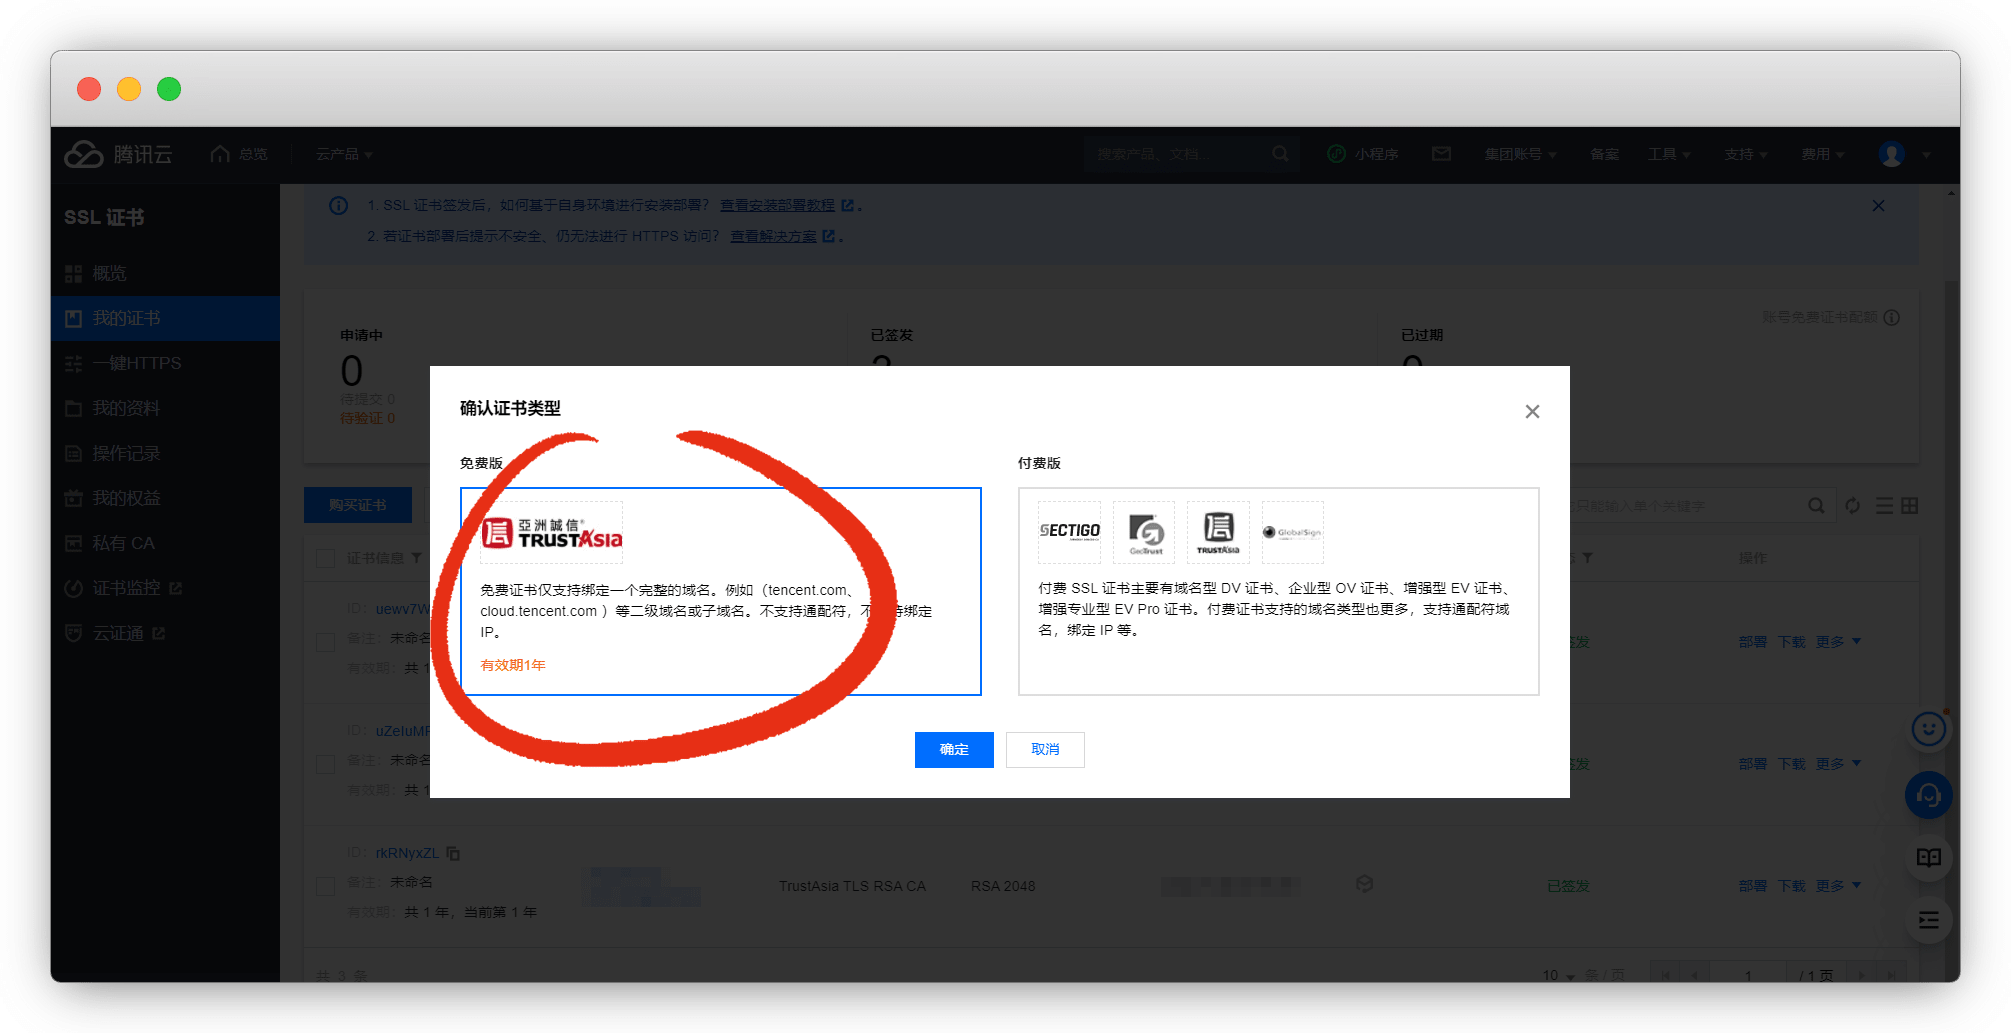 腾讯云
总览
云产品
搜索产品、文档...
小程序
集团账号
备案
工具
支持
费用
SSL 证书
概览
我的证书
一键HTTPS
我的资料
操作记录
我的权益
私有 CA
证书监控
云证通
1. SSL 证书签发后，如何基于自身环境进行安装部署？ 查看安装部署教程 。
2. 若证书部署后提示不安全、仍无法进行 HTTPS 访问？ 查看解决方案 。
账号免费证书配额
申请中
0
待提交 0
待验证 0
已签发
已过期
购买证书
只能输入单个关键字
证书信息
操作
确认证书类型
免费版
亞洲誠信
TRUSTAsia
免费证书仅支持绑定一个完整的域名。例如（tencent.com、
cloud.tencent.com ）等二级域名或子域名。不支持通配符，不 持绑定
IP。
有效期1年
付费版
SECTIGO
GeoTrust
TRUSTAsia
GlobalSign
付费 SSL 证书主要有域名型 DV 证书、企业型 OV 证书、增强型 EV 证书、
增强专业型 EV Pro 证书。付费证书支持的域名类型也更多，支持通配符域
名，绑定 IP 等。
确定
取消
ID: uewv7W
备注: 未命名
有效期: 共 1
签发
部署 下载 更多
ID: uZeIuMF
备注: 未命名
有效期: 共 1
签发
部署 下载 更多
ID: rkRNyxZL
备注: 未命名
有效期: 共 1 年，当前第 1 年
TrustAsia TLS RSA CA
RSA 2048
已签发
部署 下载 更多
共 3 条
10 条 / 页
1 / 1 页